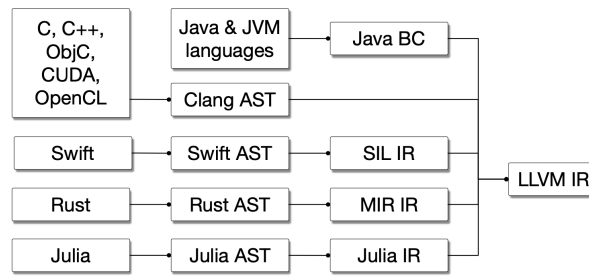 C, C++,
ObjC,
CUDA,
OpenCL
Java & JVM
languages
Java BC
Clang AST
Swift
Swift AST
SIL IR
LLVM IR
Rust
Rust AST
MIR IR
Julia
Julia AST
Julia IR